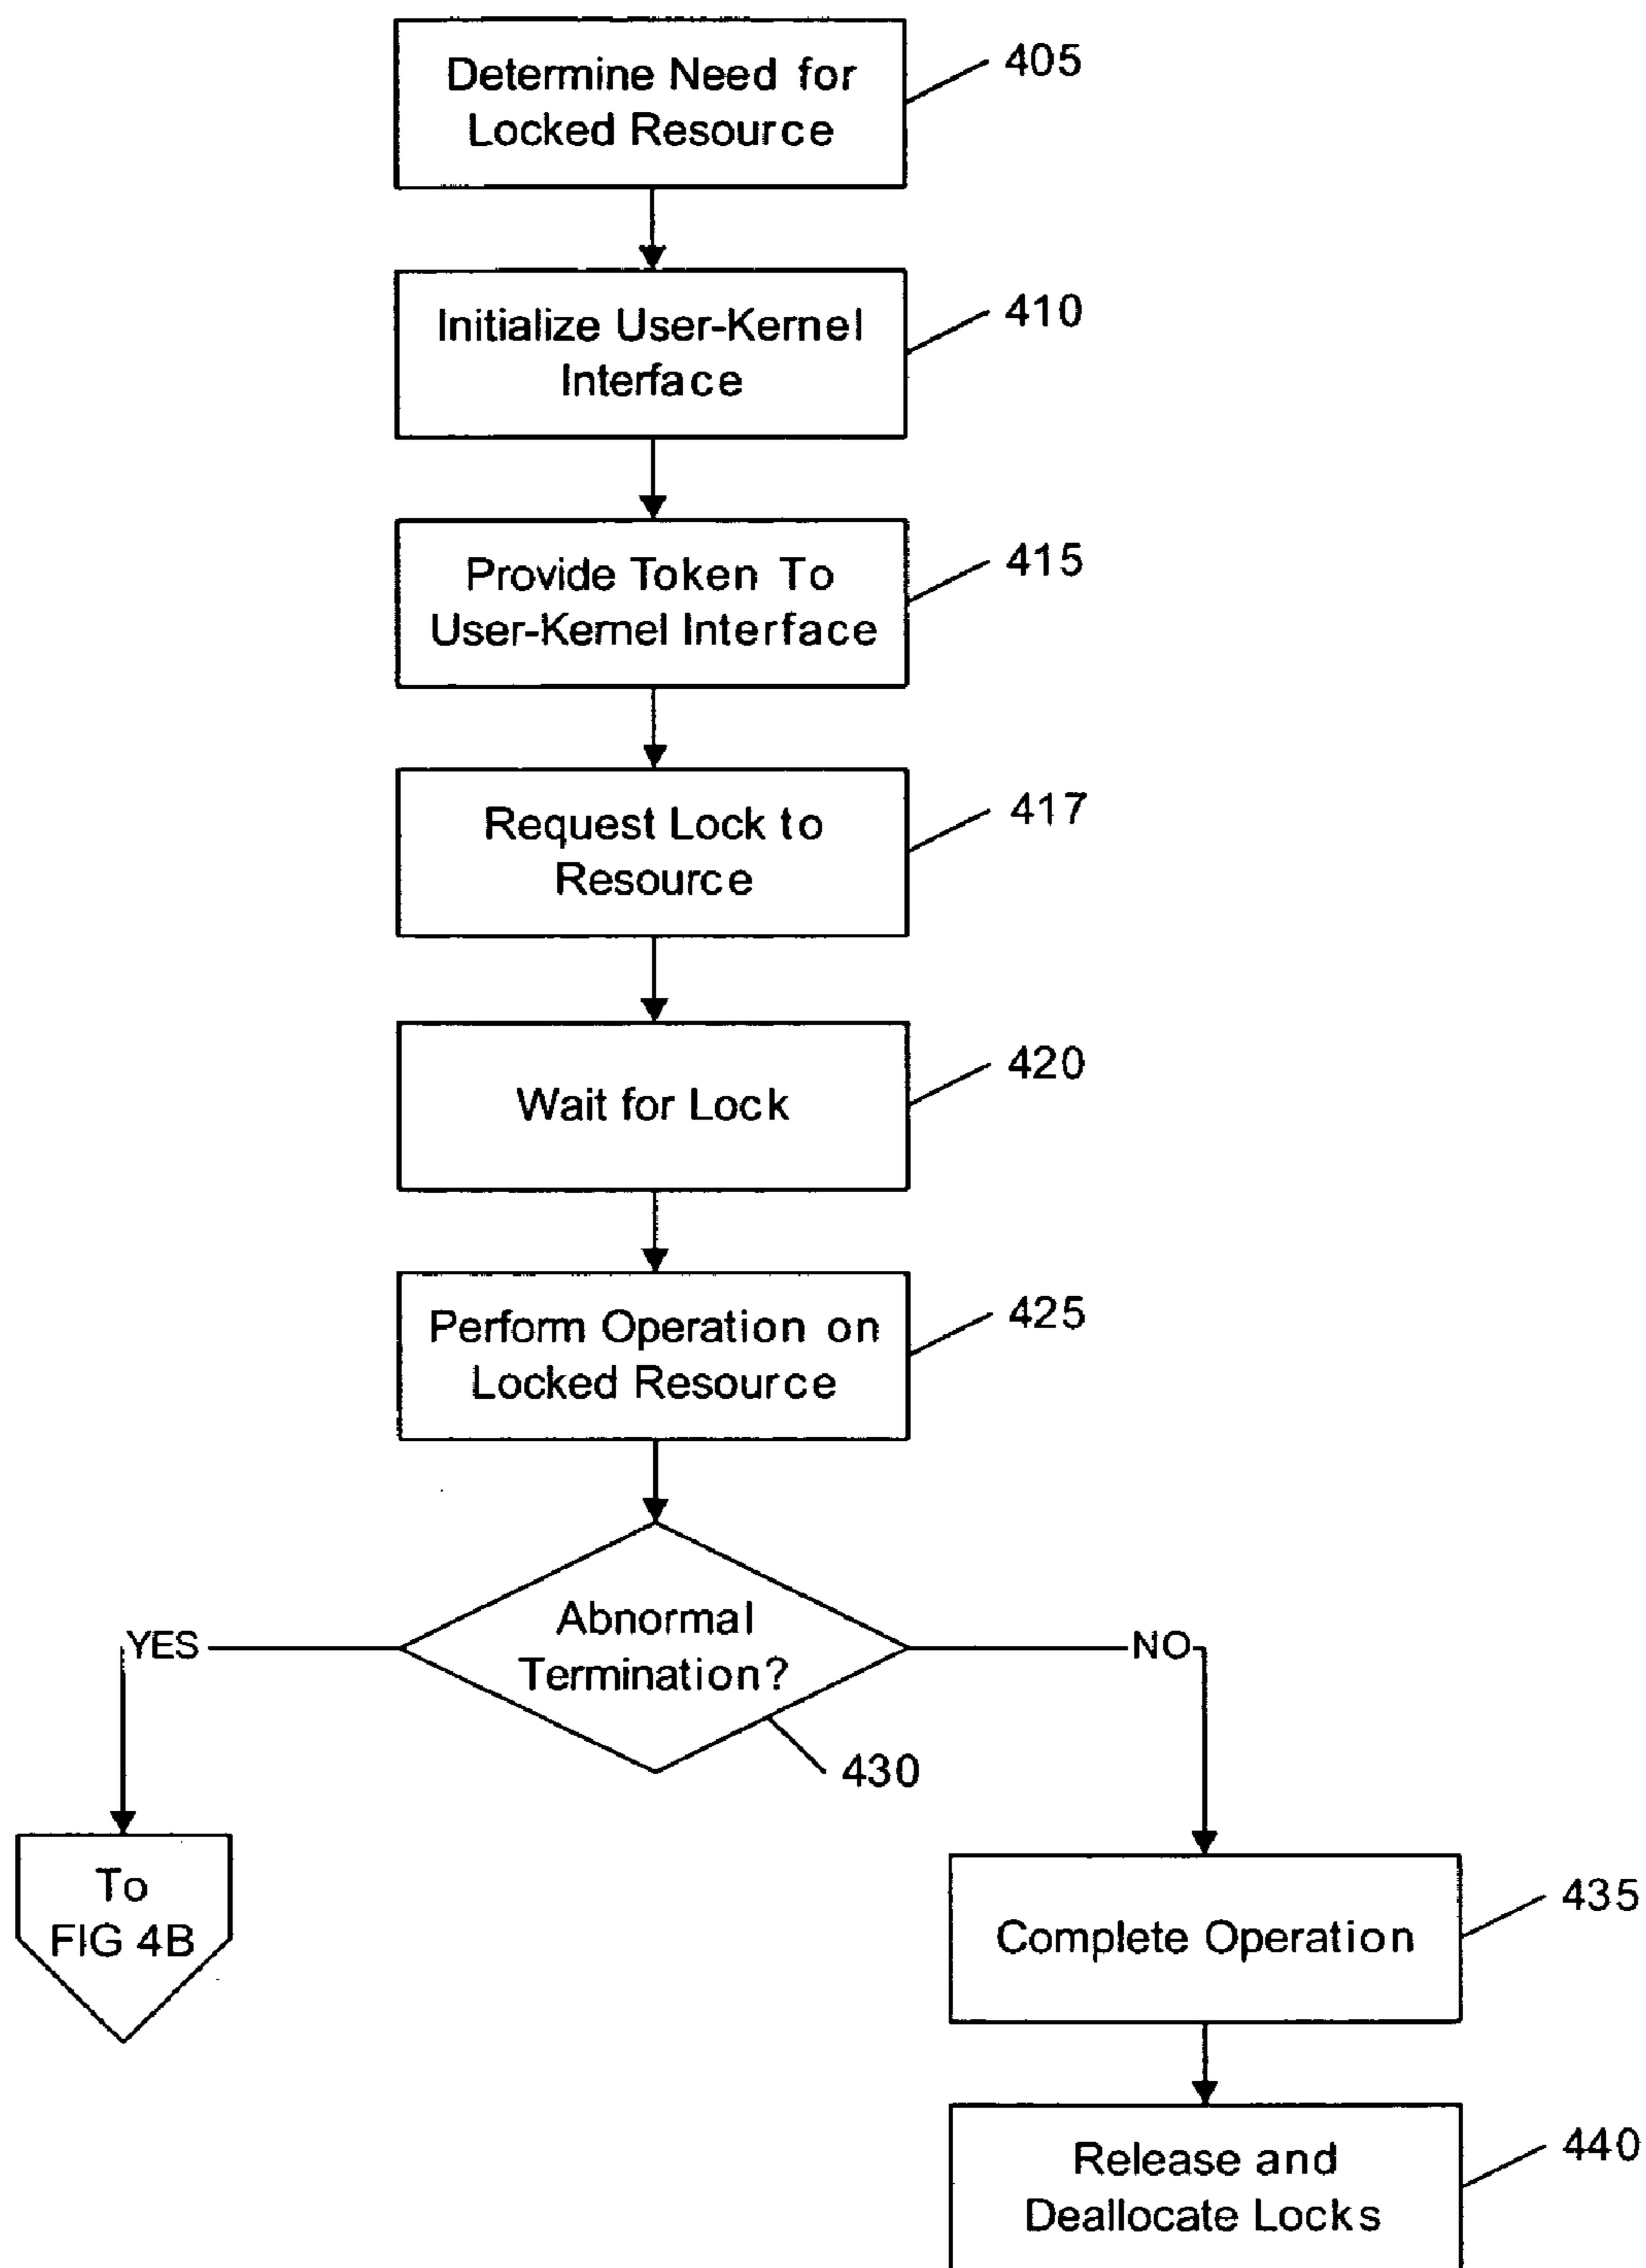 Determine Need for
Locked Resource
405
Initialize User-Kernel
Interface
410
Provide Token To
User-Kernel Interface
415
Request Lock to
Resource
417
Wait for Lock
420
Perform Operation on
Locked Resource
425
Abnormal
Termination?
YES
NO
430
To
FIG 4B
Complete Operation
435
Release and
Deallocate Locks
440